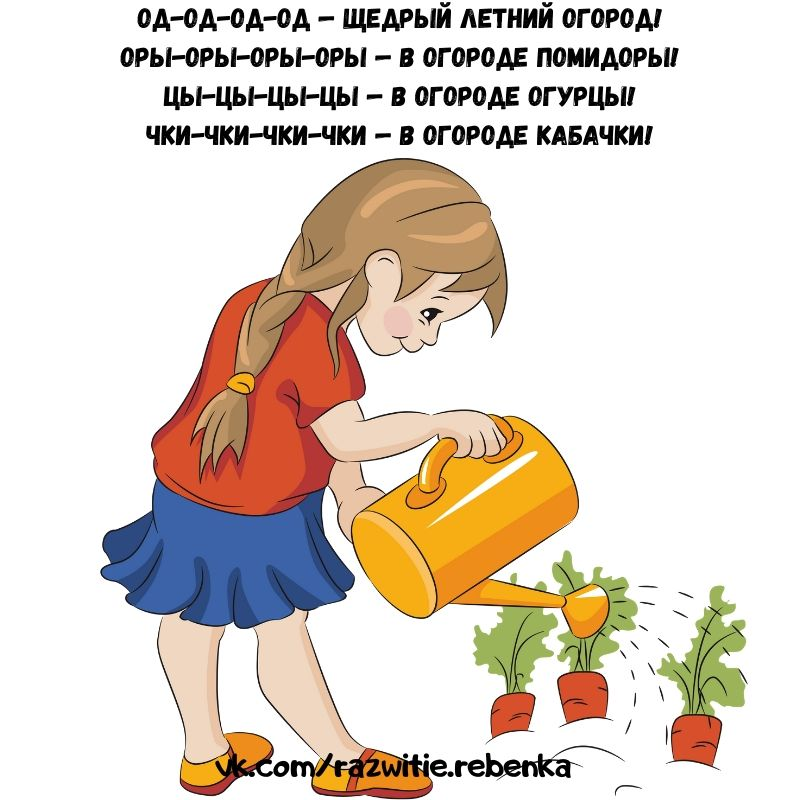 ОД-ОД-ОД-ОД – ЩЕДРЫЙ ЛЕТНИЙ ОГОРОД!
ОРЫ-ОРЫ-ОРЫ-ОРЫ – В ОГОРОДЕ ПОМИДОРЫ!
ЦЫ-ЦЫ-ЦЫ-ЦЫ – В ОГОРОДЕ ОГУРЦЫ!
ЧКИ-ЧКИ-ЧКИ-ЧКИ – В ОГОРОДЕ КАБАЧКИ!
vk.com/razwitie.rebenka